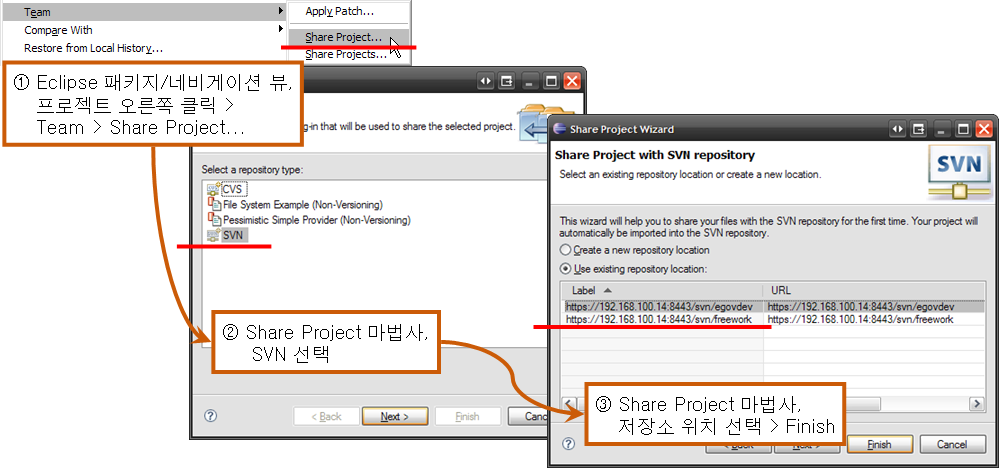 Team
Compare With
Restore from Local History...
Apply Patch...
Share Project...
Share Projects...
① Eclipse 패키지/네비게이션 뷰,
프로젝트 오른쪽 클릭 >
Team > Share Project...
g-in that will be used to share the selected project.
Select a repository type:
CVS
File System Example (Non-Versioning)
Pessimistic Simple Provider (Non-Versioning)
SVN
② Share Project 마법사,
SVN 선택
< Back
Next >
Finish
Canc
Share Project Wizard
Share Project with SVN repository
Select an existing repository location or create a new location.
SVN
This wizard will help you to share your files with the SVN repository for the first time. Your project will
automatically be imported into the SVN repository.
Create a new repository location
Use existing repository location:
Label URL
https://192.168.100.14:8443/svn/egovdev https://192.168.100.14:8443/svn/egovdev
https://192.168.100.14:8443/svn/freework https://192.168.100.14:8443/svn/freework
③ Share Project 마법사,
저장소 위치 선택 > Finish
< Back
Next >
Finish
Cancel